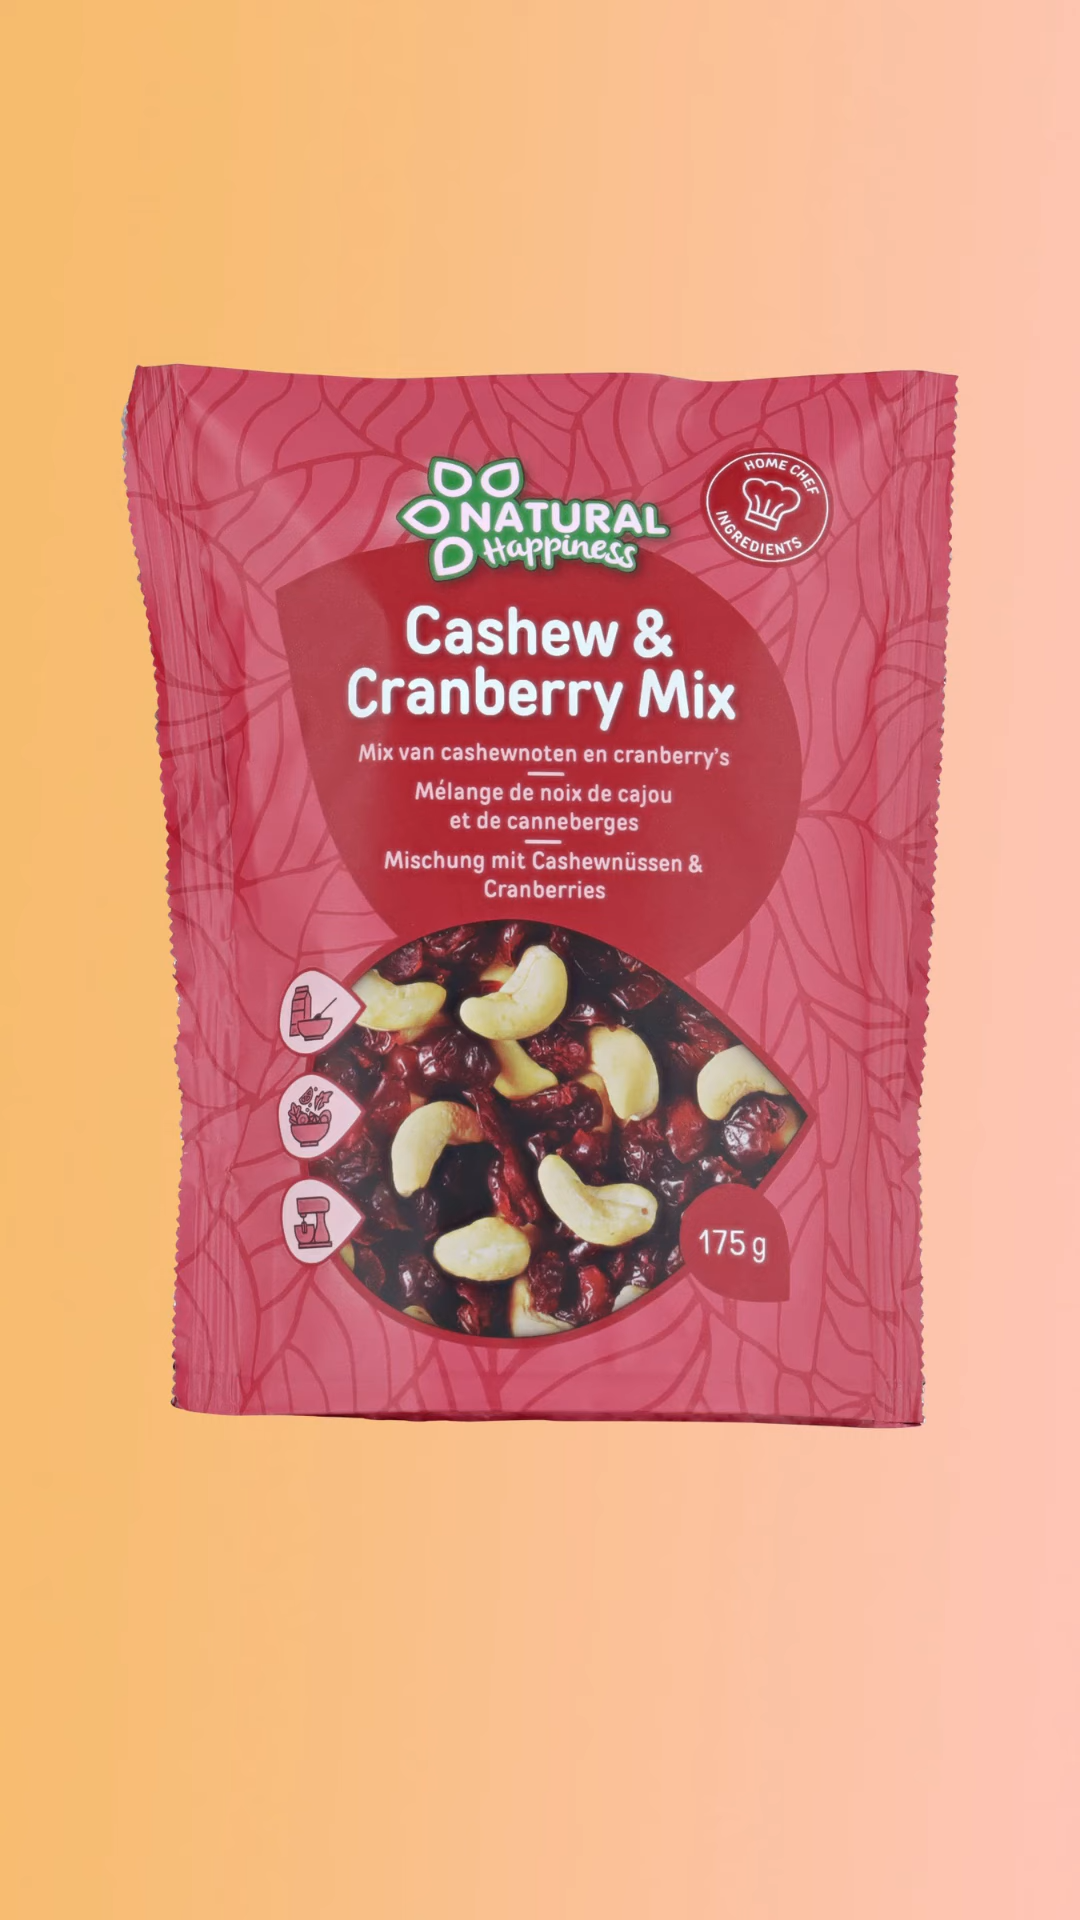 NATURAL
Happiness
HOME CHEF
INGREDIENTS
Cashew &
Cranberry Mix
Mix van cashewnoten en cranberry's
Mélange de noix de cajou
et de canneberges
Mischung mit Cashewnüssen &
Cranberries
175 g